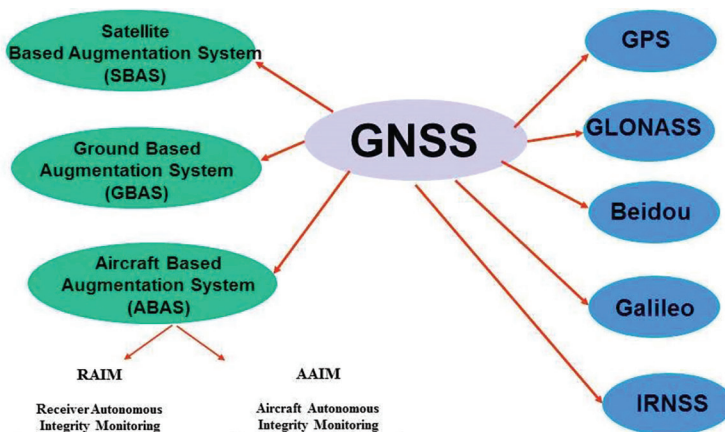 Satellite
Based Augmentation System
(SBAS)
Ground Based
Augmentation System
(GBAS)
Aircraft Based
Augmentation System
(ABAS)
RAIM
Receiver Autonomous
Integrity Monitoring
AAIM
Aircraft Autonomous
Integrity Monitoring
GNSS
GPS
GLONASS
Beidou
Galileo
IRNSS